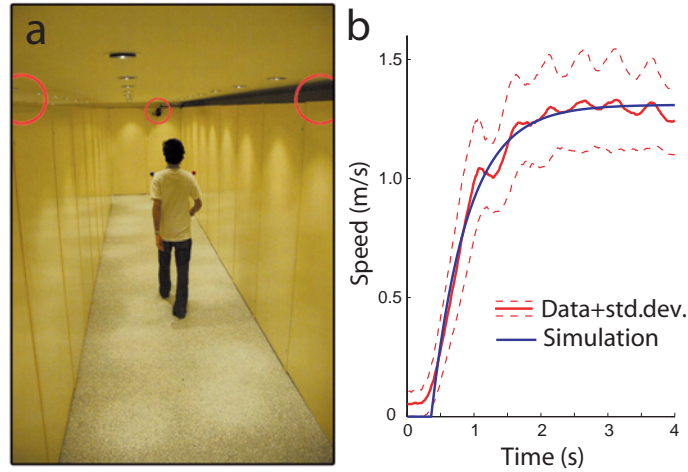 a
b
Speed (m/s)
1.5
1.0
0.5
0
Data+std.dev.
Simulation
0
1
2
3
4
Time (s)